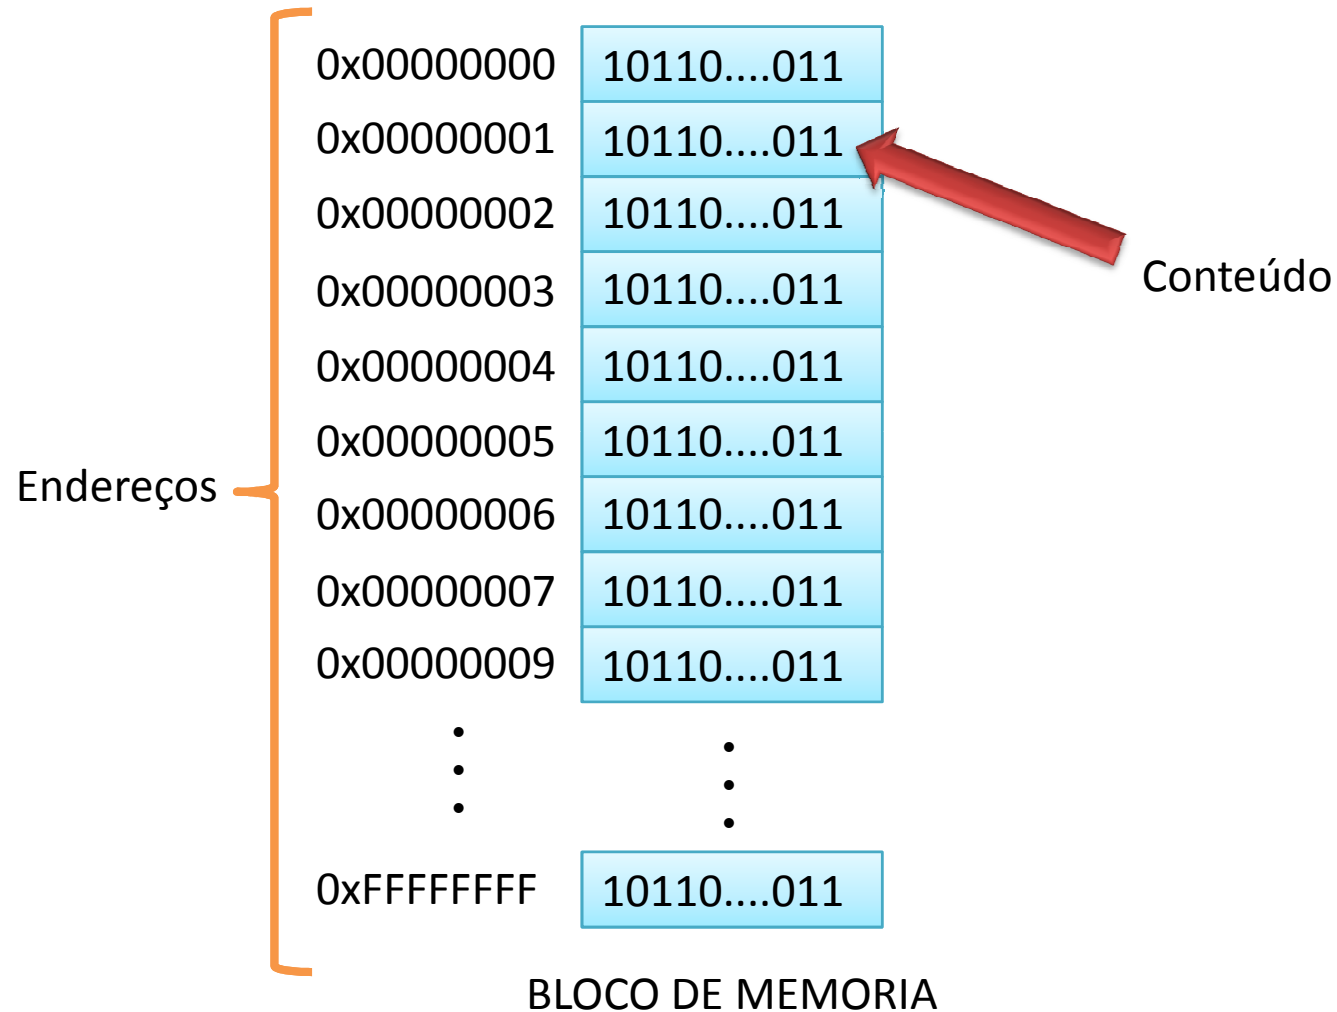 0x00000000 10110....011
0x00000001 10110....011
0x00000002 10110....011
Conteúdo
0x00000003 10110....011
0x00000004 10110....011
0x00000005 10110....011
Endereços
0x00000006 10110....011
0x00000007 10110....011
0x00000009 10110....011
0xFFFFFFFF 10110....011
BLOCO DE MEMORIA